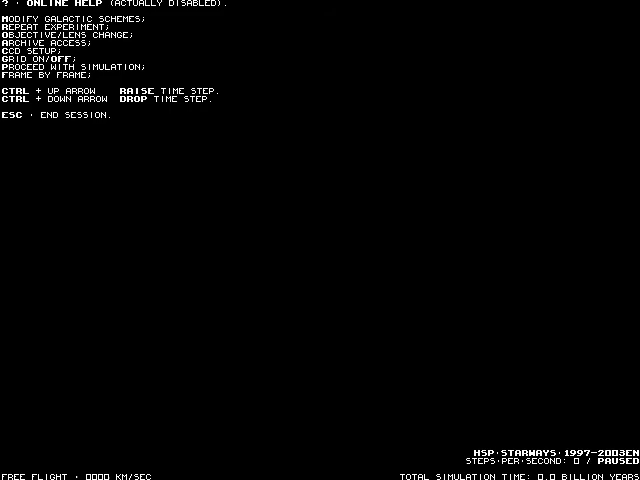 ? · ONLINE HELP (ACTUALLY DISABLED).
MODIFY GALACTIC SCHEMES;
REPEAT EXPERIMENT;
OBJECTIVE/LENS CHANGE;
ARCHIVE ACCESS;
CCD SETUP;
GRID ON/OFF;
PROCEED WITH SIMULATION;
FRAME BY FRAME;
CTRL + UP ARROW RAISE TIME STEP.
CTRL + DOWN ARROW DROP TIME STEP.
ESC · END SESSION.
HSP·STARWAYS·1997-2003EN
STEPS·PER·SECOND: 0 / PAUSED
FREE FLIGHT · 0000 KM/SEC
TOTAL SIMULATION TIME: 0.0 BILLION YEARS